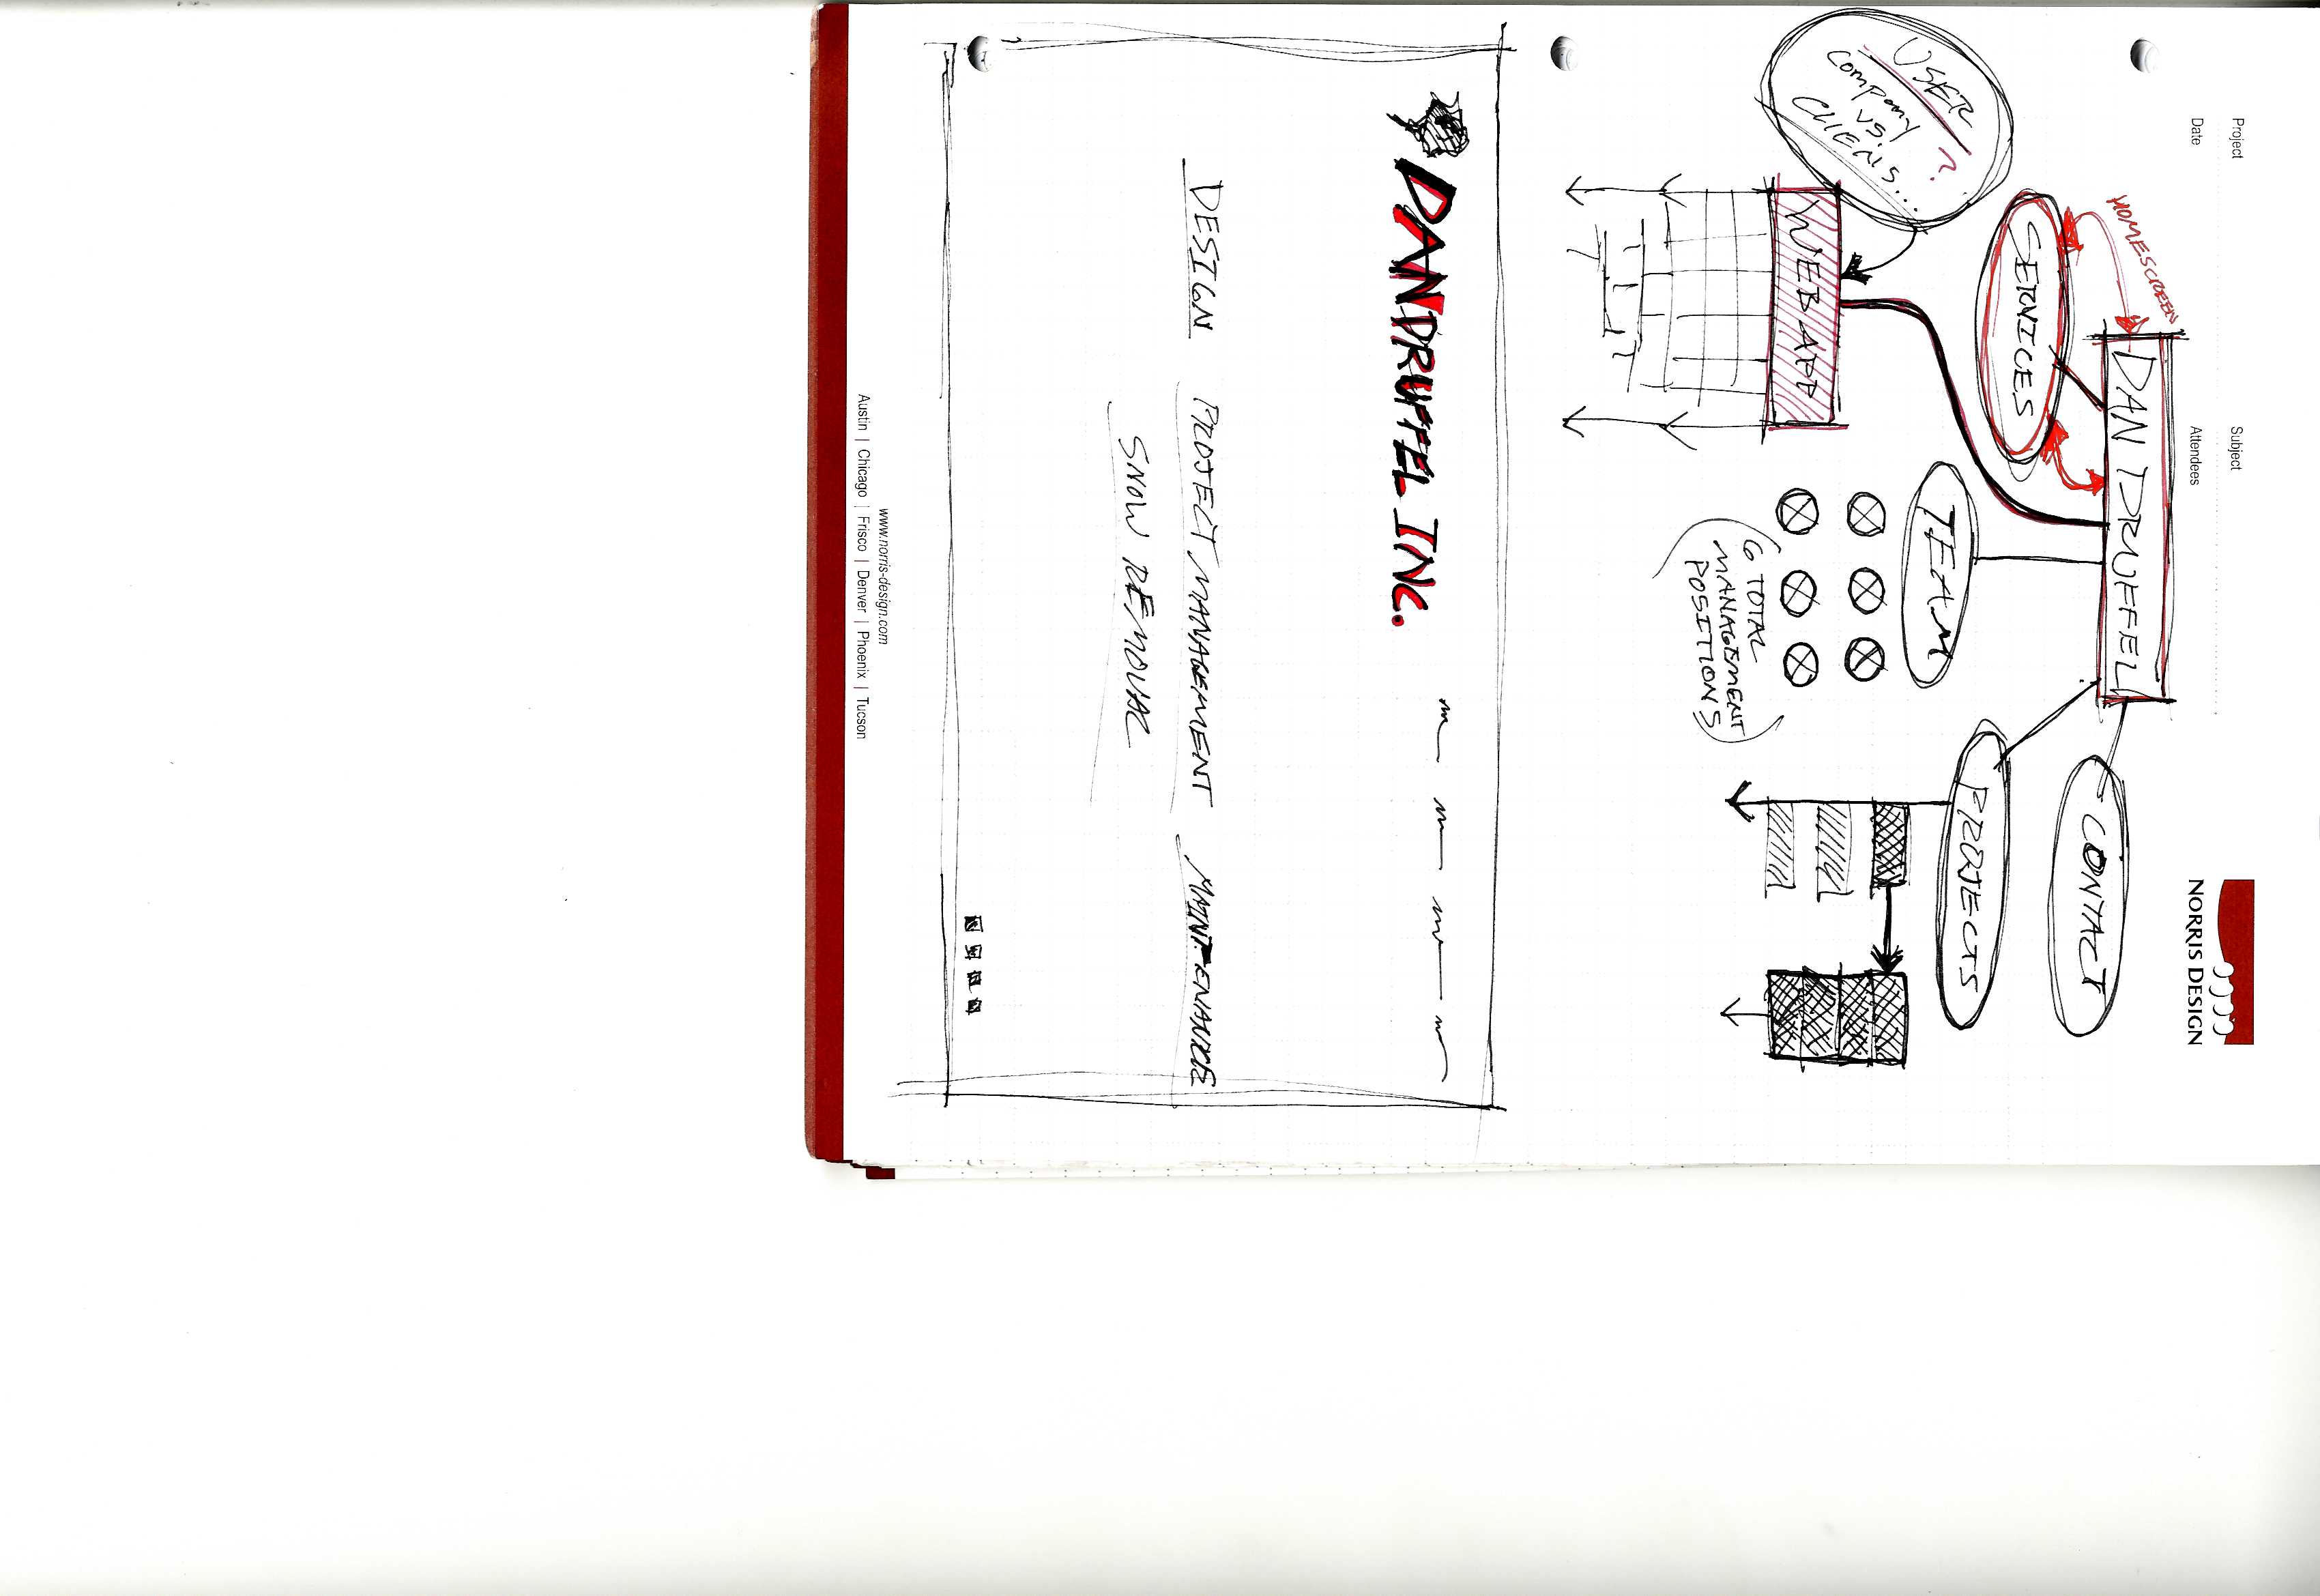 Project
Subject
Date
Attendees
NORRIS DESIGN
HOMESCREEN
DAN DRUFFEL
CONTACT
SERVICES
TEAM
PROJECTS
USER ?
Company
vs.
CLIENTS...
WEB APP
6 TOTAL
MANAGEMENT
POSITIONS
DANDRUFFEL INC.
DESIGN PROJECT MANAGEMENT MAINTENANCE
SNOW REMOVAL
www.norris-design.com
Austin | Chicago | Frisco | Denver | Phoenix | Tucson